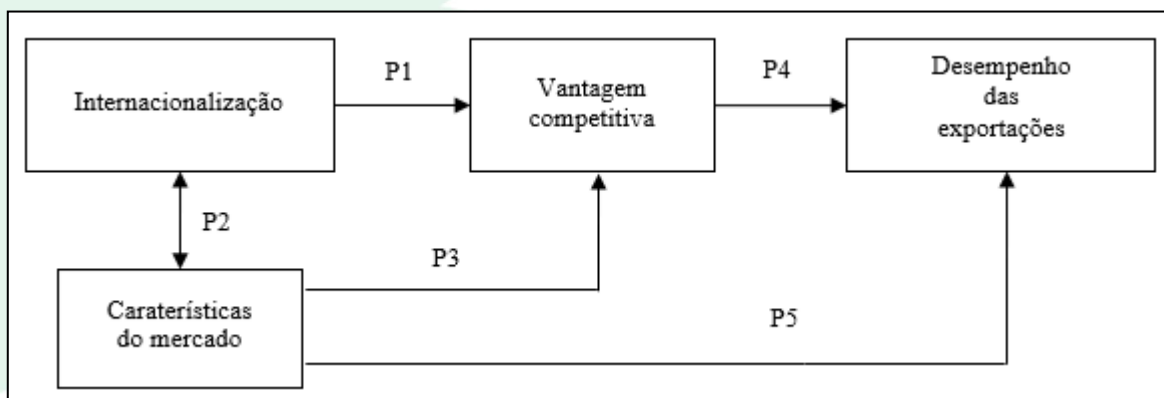 Internacionalização
P1
Vantagem
competitiva
P4
Desempenho
das
exportações
P2
Caraterísticas
do mercado
P3
P5